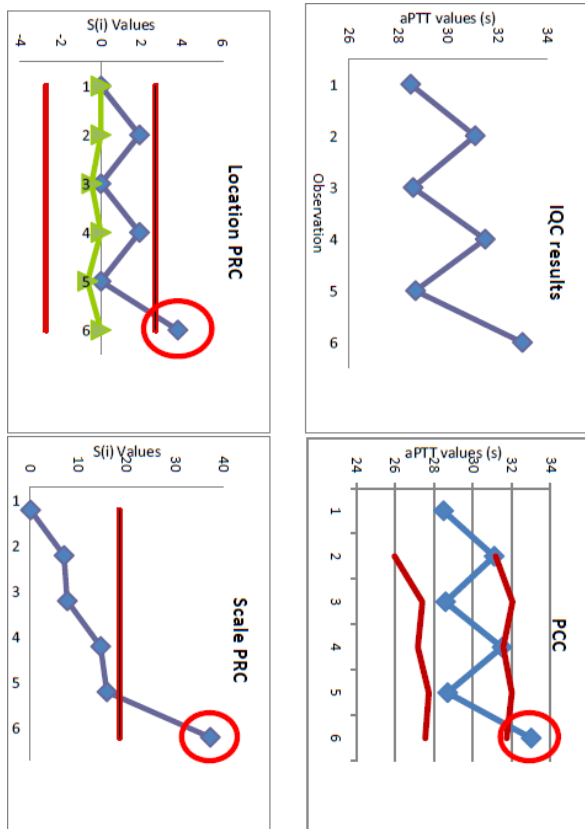 IQC results
aPTT values (s)
34
32
30
28
26
1 2 3 4 5 6
Observation
PCC
aPTT values (s)
34
32
30
28
26
24
1 2 3 4 5 6
Location PRC
S(i) Values
6
4
2
0
-2
-4
1 2 3 4 5 6
Scale PRC
S(i) Values
40
30
20
10
0
1 2 3 4 5 6